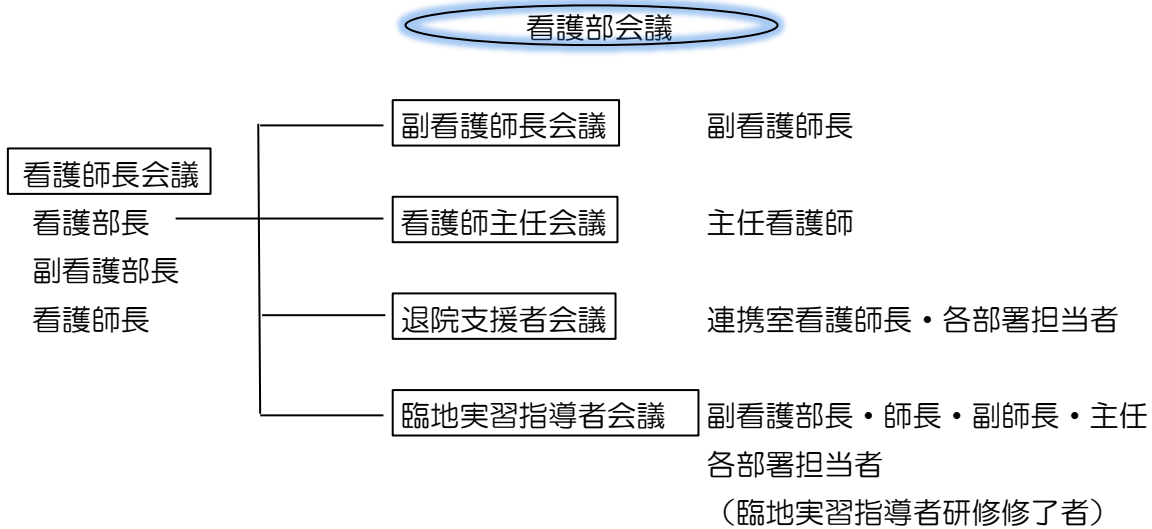 看護部会議
副看護師長会議 副看護師長
看護師長会議
看護部長 看護師主任会議 主任看護師
副看護部長
看護師長 退院支援者会議 連携室看護師長・各部署担当者
臨地実習指導者会議 副看護部長・師長・副師長・主任
各部署担当者
（臨地実習指導者研修修了者）